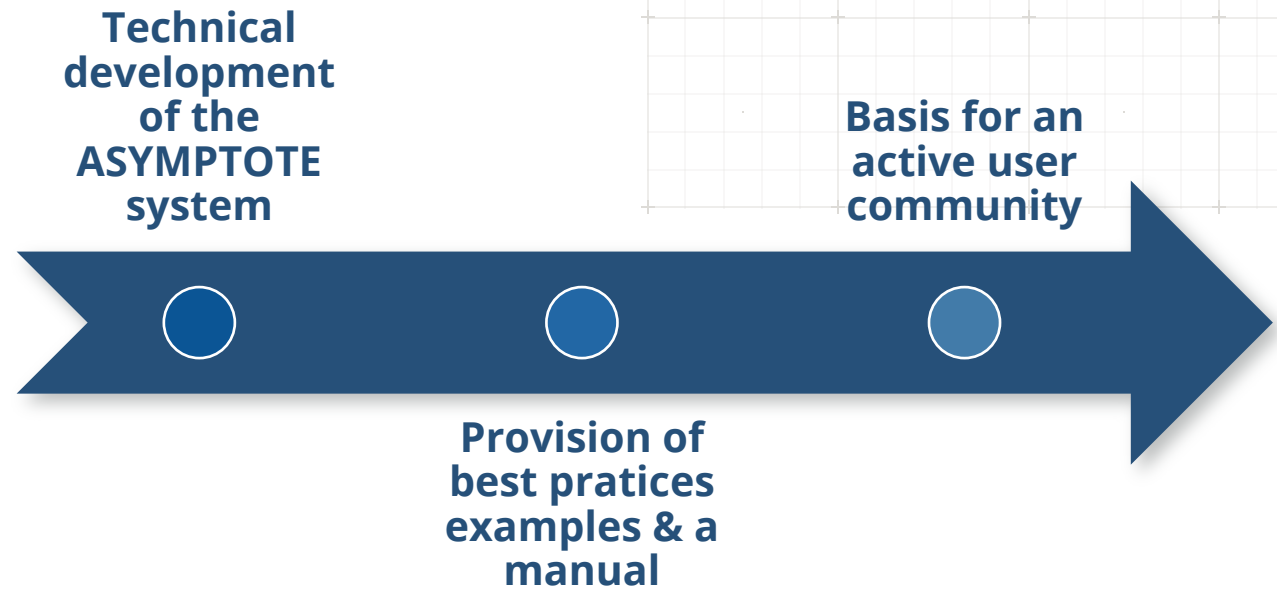 Technical
development
of the
ASYMPTOTE
system
Provision of
best pratices
examples & a
manual
Basis for an
active user
community